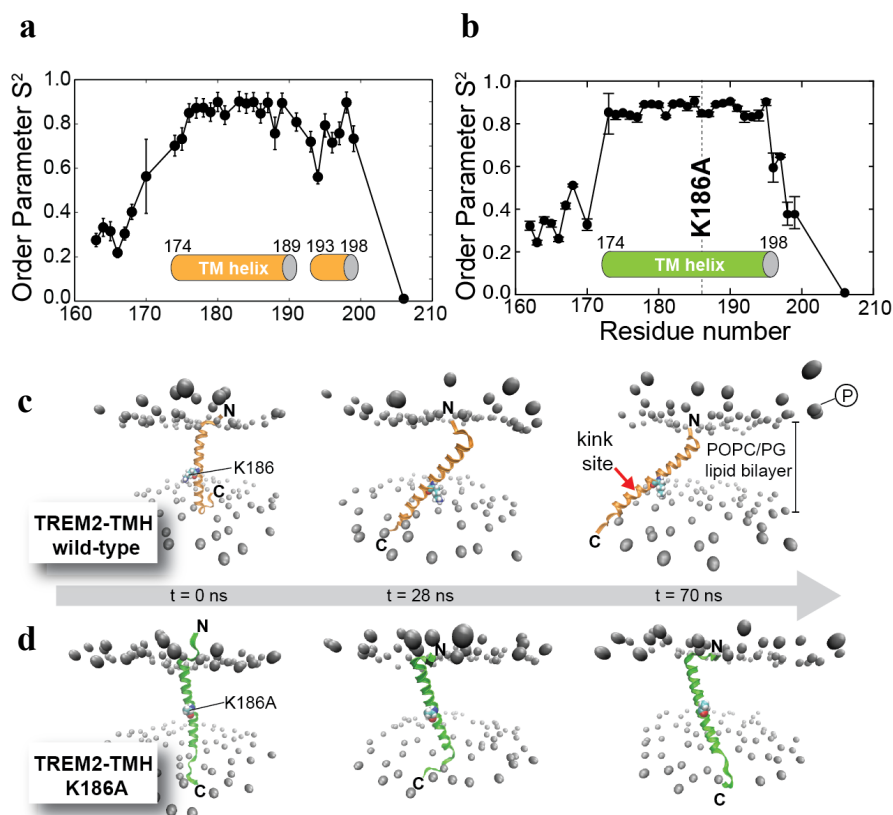 a
b
Order Parameter S²
1.0
0.8
0.6
0.4
0.2
0.0
160
170
180
190
200
210
174
189
193
198
TM helix
Order Parameter S²
1.0
0.8
0.6
0.4
0.2
0.0
160
170
180
190
200
210
Residue number
K186A
174
198
TM helix
c
N
K186
C
TREM2-TMH
wild-type
N
C
N
kink
site
C
P
POPC/PG
lipid bilayer
t = 0 ns
t = 28 ns
t = 70 ns
d
N
K186A
C
TREM2-TMH
K186A
N
C
N
C